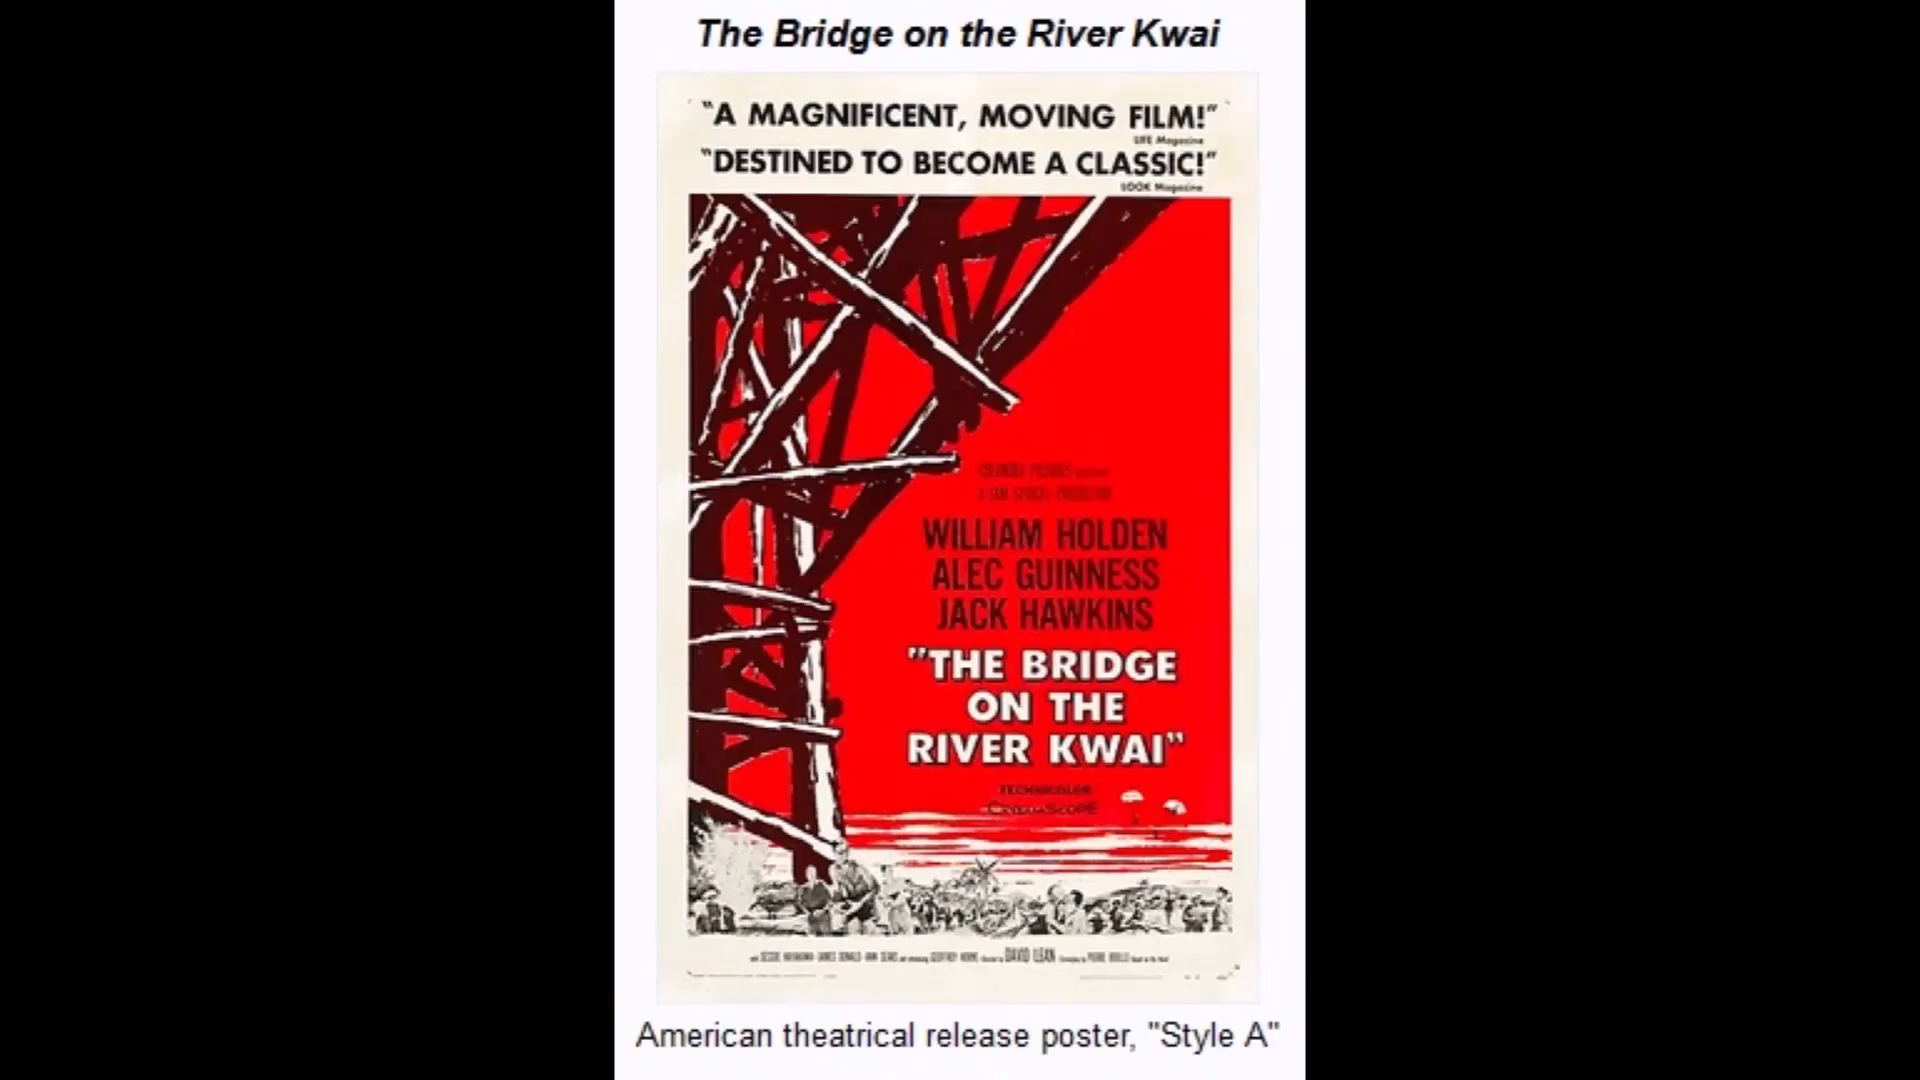 The Bridge on the River Kwai
"A MAGNIFICENT, MOVING FILM!"
LIFE Magazine
"DESTINED TO BECOME A CLASSIC!"
LOOK Magazine
WILLIAM HOLDEN
ALEC GUINNESS
JACK HAWKINS
"THE BRIDGE
ON THE
RIVER KWAI"
TECHNICOLOR
CINEMASCOPE
DAVID LEAN
American theatrical release poster, "Style A"